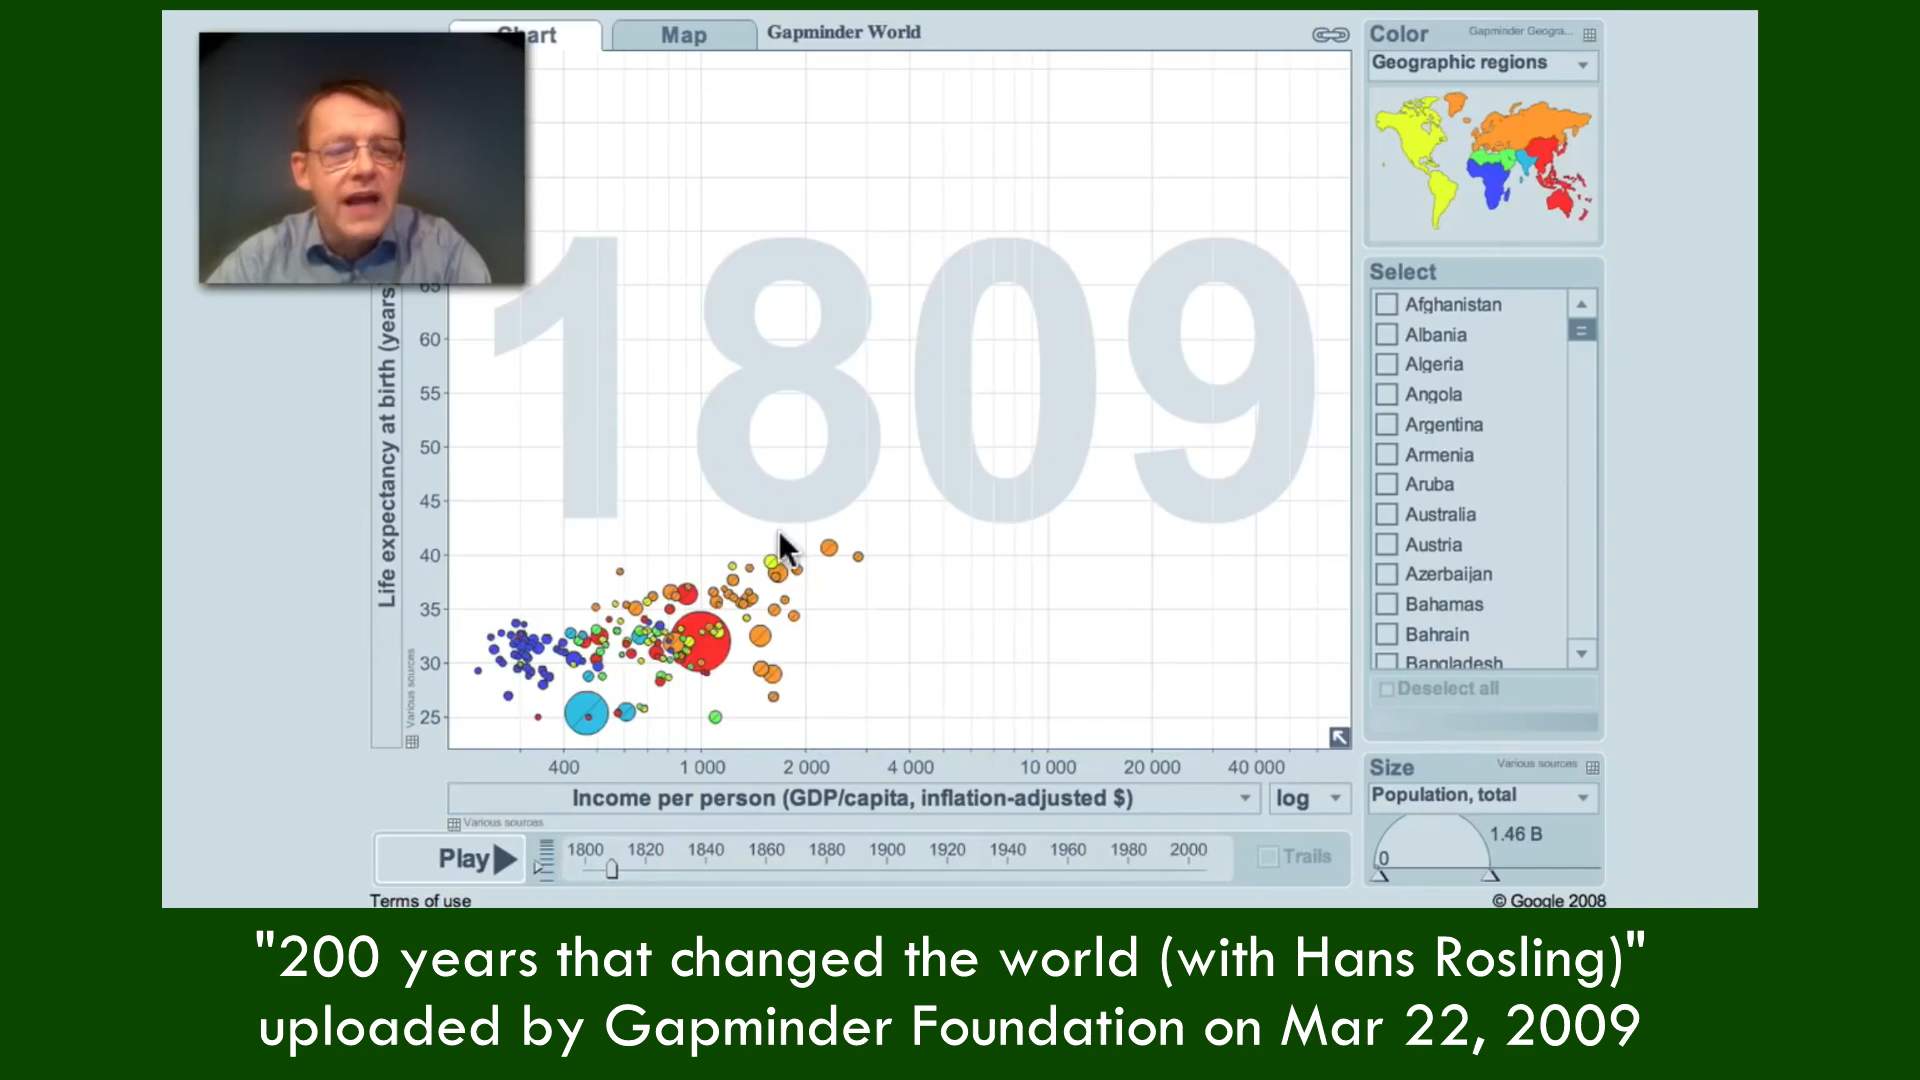 Chart
Map
Gapminder World
Color
Gapminder Geogra...
Geographic regions
Select
Afghanistan
Albania
Algeria
Angola
Argentina
Armenia
Aruba
Australia
Austria
Azerbaijan
Bahamas
Bahrain
Bangladesh
Deselect all
Size
Various sources
Population, total
1.46 B
0
1809
Life expectancy at birth (years)
Various sources
65
60
55
50
45
40
35
30
25
400 1 000 2 000 4 000 10 000 20 000 40 000
Income per person (GDP/capita, inflation-adjusted $)
log
Various sources
Play
1800 1820 1840 1860 1880 1900 1920 1940 1960 1980 2000
Trails
Terms of use
© Google 2008
"200 years that changed the world (with Hans Rosling)"
uploaded by Gapminder Foundation on Mar 22, 2009